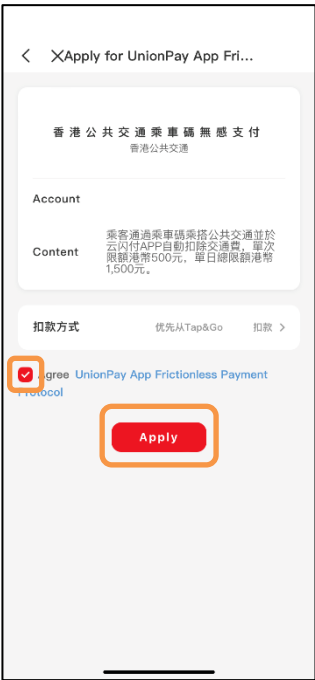 Apply for UnionPay App Fri...
香港公共交通乘車碼無感支付
香港公共交通
Account
Content
乘客通過乘車碼乘搭公共交通並於
云闪付APP自動扣除交通費，單次
限額港幣500元，單日總限額港幣
1,500元。
扣款方式 优先从Tap&Go 扣款
Agree UnionPay App Frictionless Payment
Protocol
Apply